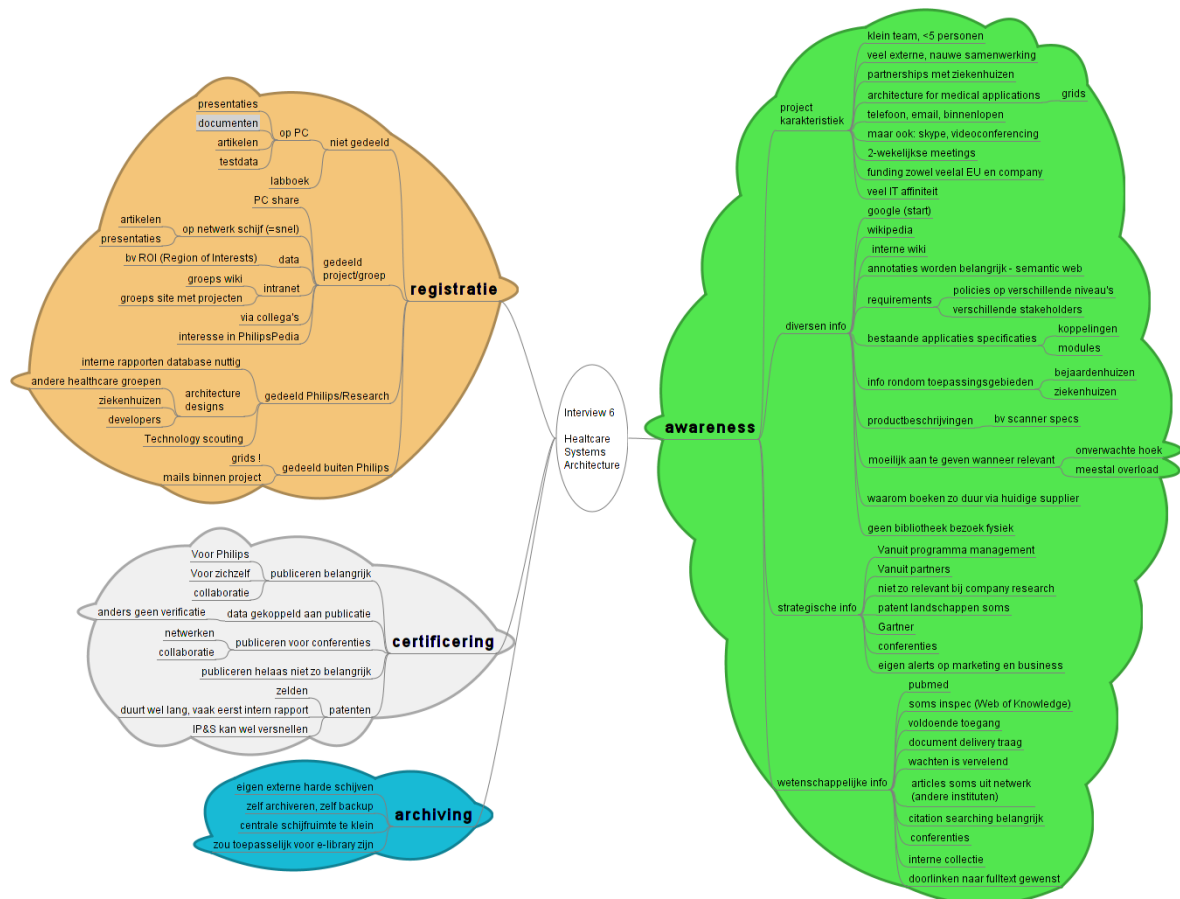 Interview 6
Healtcare
Systems
Architecture
registratie
niet gedeeld
op PC
presentaties
documenten
artikelen
testdata
labboek
gedeeld
project/groep
PC share
op netwerk schijf (=snel)
artikelen
presentaties
data
bv ROI (Region of Interests)
intranet
groeps wiki
groeps site met projecten
via collega's
interesse in PhilipsPedia
gedeeld Philips/Research
interne rapporten database nuttig
architecture
designs
andere healthcare groepen
ziekenhuizen
developers
Technology scouting
gedeeld buiten Philips
grids !
mails binnen project
certificering
publiceren belangrijk
Voor Philips
Voor zichzelf
collaboratie
data gekoppeld aan publicatie
anders geen verificatie
publiceren voor conferenties
netwerken
collaboratie
publiceren helaas niet zo belangrijk
patenten
zelden
duurt wel lang, vaak eerst intern rapport
IP&S kan wel versnellen
archiving
eigen externe harde schijven
zelf archiveren, zelf backup
centrale schijfruimte te klein
zou toepasselijk voor e-library zijn
awareness
project
karakteristiek
klein team, <5 personen
veel externe, nauwe samenwerking
partnerships met ziekenhuizen
architecture for medical applications
grids
telefoon, email, binnenlopen
maar ook: skype, videoconferencing
2-wekelijkse meetings
funding zowel veelal EU en company
veel IT affiniteit
diversen info
google (start)
wikipedia
interne wiki
annotaties worden belangrijk - semantic web
requirements
policies op verschillende niveau's
verschillende stakeholders
bestaande applicaties specificaties
koppelingen
modules
info rondom toepassingsgebieden
bejaardenhuizen
ziekenhuizen
productbeschrijvingen
bv scanner specs
moeilijk aan te geven wanneer relevant
onverwachte hoek
meestal overload
waarom boeken zo duur via huidige supplier
geen bibliotheek bezoek fysiek
strategische info
Vanuit programma management
Vanuit partners
niet zo relevant bij company research
patent landschappen soms
Gartner
conferenties
eigen alerts op marketing en business
wetenschappelijke info
pubmed
soms inspec (Web of Knowledge)
voldoende toegang
document delivery traag
wachten is vervelend
articles soms uit netwerk
(andere instituten)
citation searching belangrijk
conferenties
interne collectie
doorlinken naar fulltext gewenst